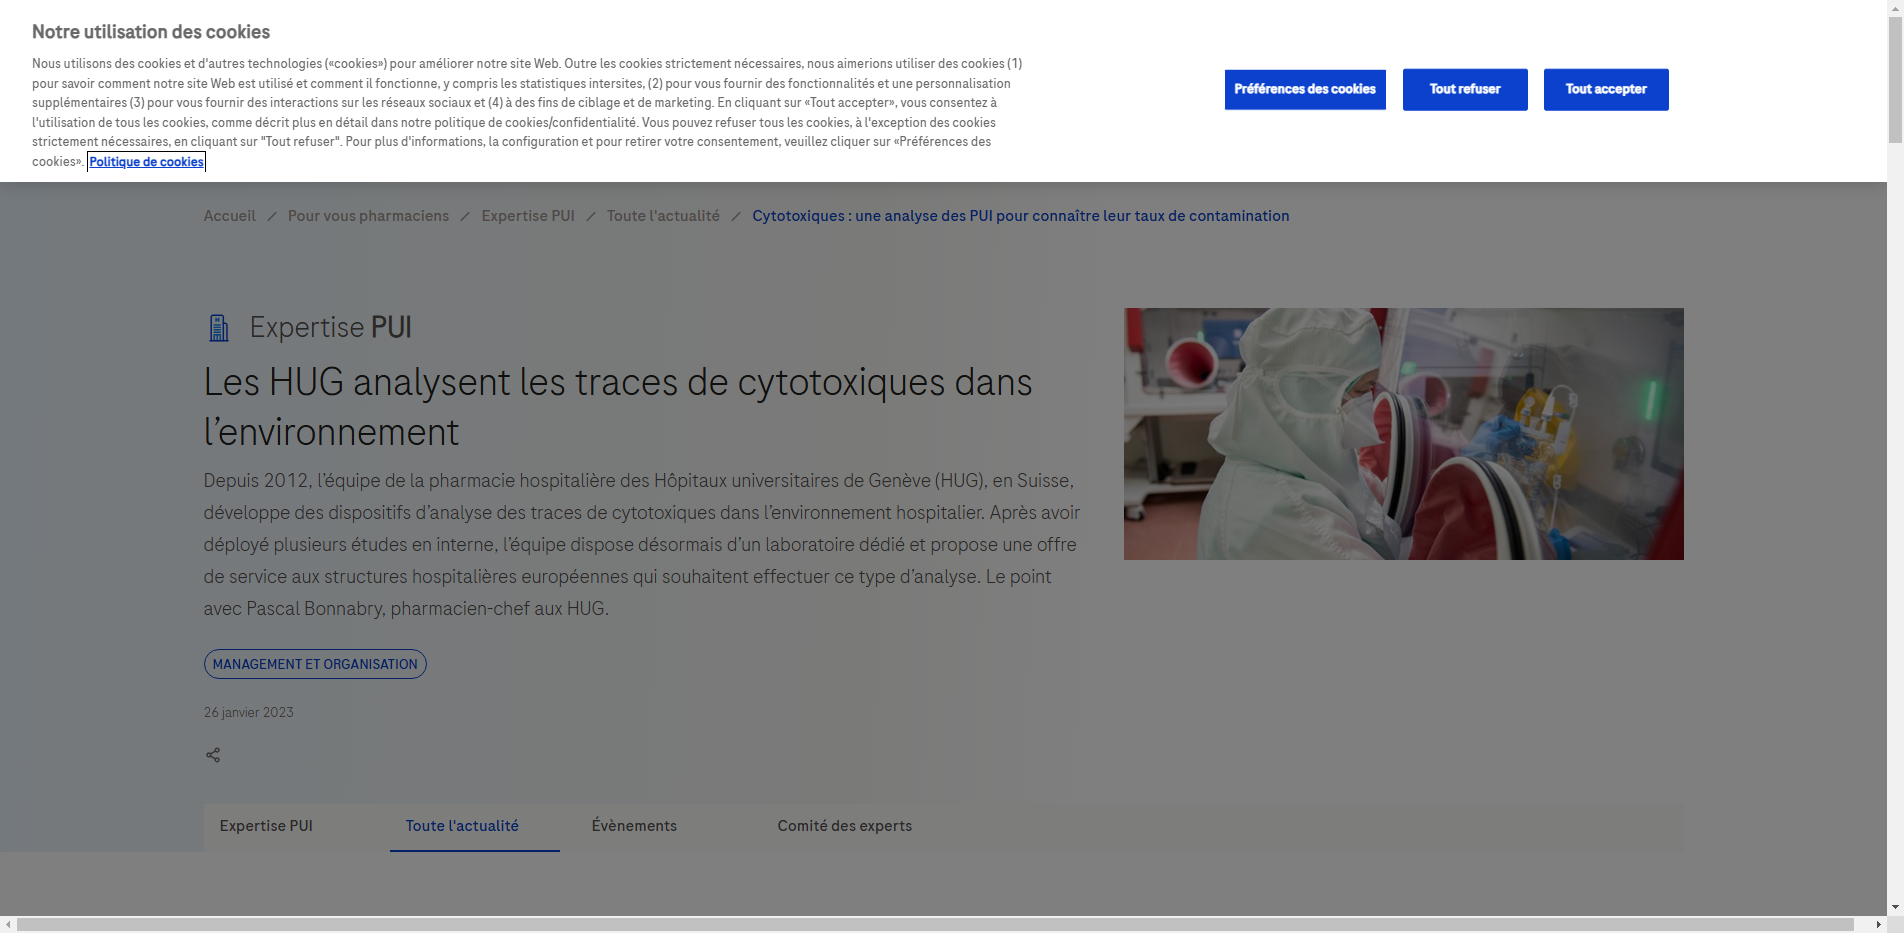 Notre utilisation des cookies
Nous utilisons des cookies et d'autres technologies («cookies») pour améliorer notre site Web. Outre les cookies strictement nécessaires, nous aimerions utiliser des cookies (1)
pour savoir comment notre site Web est utilisé et comment il fonctionne, y compris les statistiques intersites, (2) pour vous fournir des fonctionnalités et une personnalisation
supplémentaires (3) pour vous fournir des interactions sur les réseaux sociaux et (4) à des fins de ciblage et de marketing. En cliquant sur «Tout accepter», vous consentez à
l'utilisation de tous les cookies, comme décrit plus en détail dans notre politique de cookies/confidentialité. Vous pouvez refuser tous les cookies, à l'exception des cookies
strictement nécessaires, en cliquant sur "Tout refuser". Pour plus d'informations, la configuration et pour retirer votre consentement, veuillez cliquer sur «Préférences des
cookies». Politique de cookies
Préférences des cookies
Tout refuser
Tout accepter
Accueil / Pour vous pharmaciens / Expertise PUI / Toute l'actualité / Cytotoxiques : une analyse des PUI pour connaître leur taux de contamination
Expertise PUI
Les HUG analysent les traces de cytotoxiques dans
l’environnement
Depuis 2012, l’équipe de la pharmacie hospitalière des Hôpitaux universitaires de Genève (HUG), en Suisse,
développe des dispositifs d’analyse des traces de cytotoxiques dans l’environnement hospitalier. Après avoir
déployé plusieurs études en interne, l’équipe dispose désormais d’un laboratoire dédié et propose une offre
de service aux structures hospitalières européennes qui souhaitent effectuer ce type d’analyse. Le point
avec Pascal Bonnabry, pharmacien-chef aux HUG.
MANAGEMENT ET ORGANISATION
26 janvier 2023
Expertise PUI
Toute l'actualité
Évènements
Comité des experts